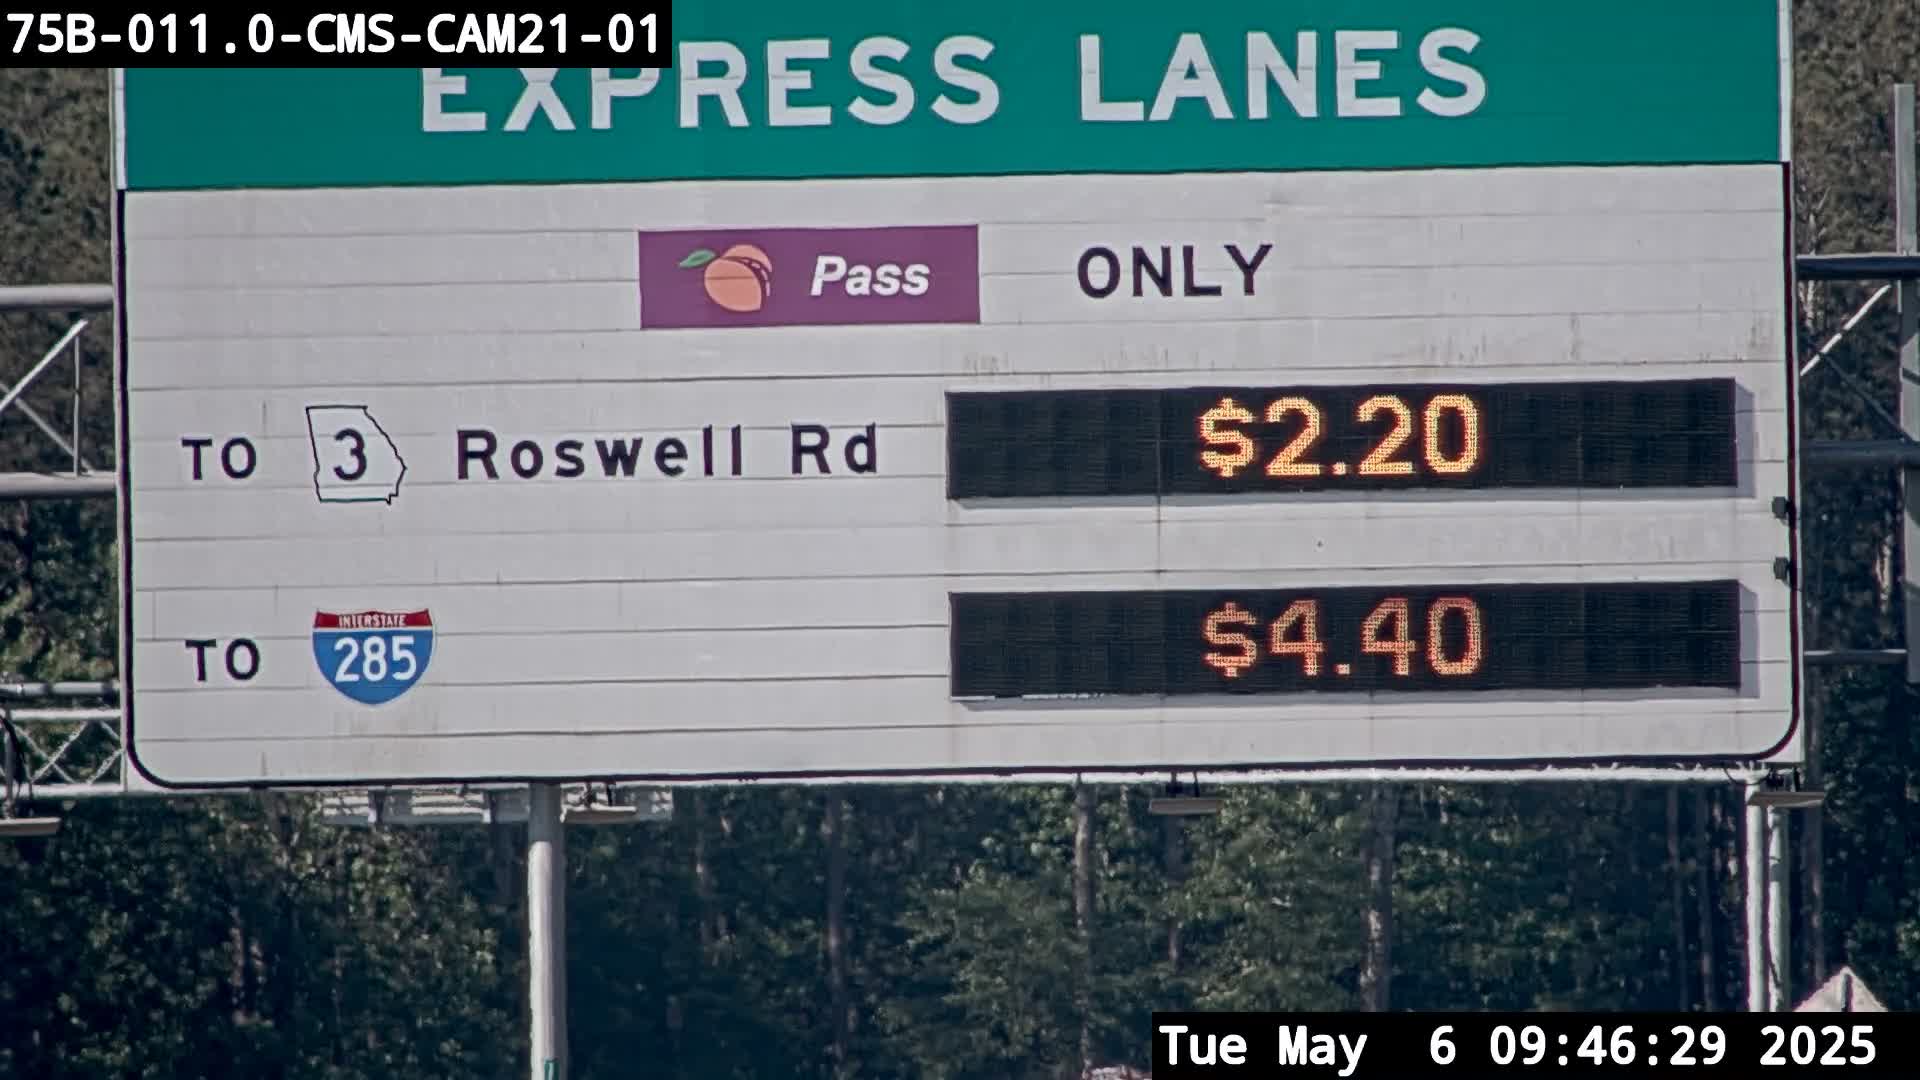 75B-011.0-CMS-CAM21-01
EXPRESS LANES
Pass ONLY
TO 3 Roswell Rd $2.20
TO INTERSTATE 285 $4.40
Tue May 6 09:46:29 2025